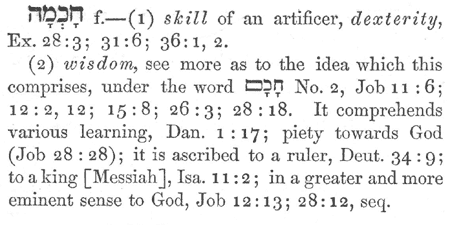 חָכְמָה f.—(1) skill of an artificer, dexterity,
Ex. 28:3; 31:6; 36:1, 2.
(2) wisdom, see more as to the idea which this
comprises, under the word חָכָם No. 2, Job 11:6;
12:2, 12; 15:8; 26:3; 28:18. It comprehends
various learning, Dan. 1:17; piety towards God
(Job 28:28); it is ascribed to a ruler, Deut. 34:9;
to a king [Messiah], Isa. 11:2; in a greater and more
eminent sense to God, Job 12:13; 28:12, seq.